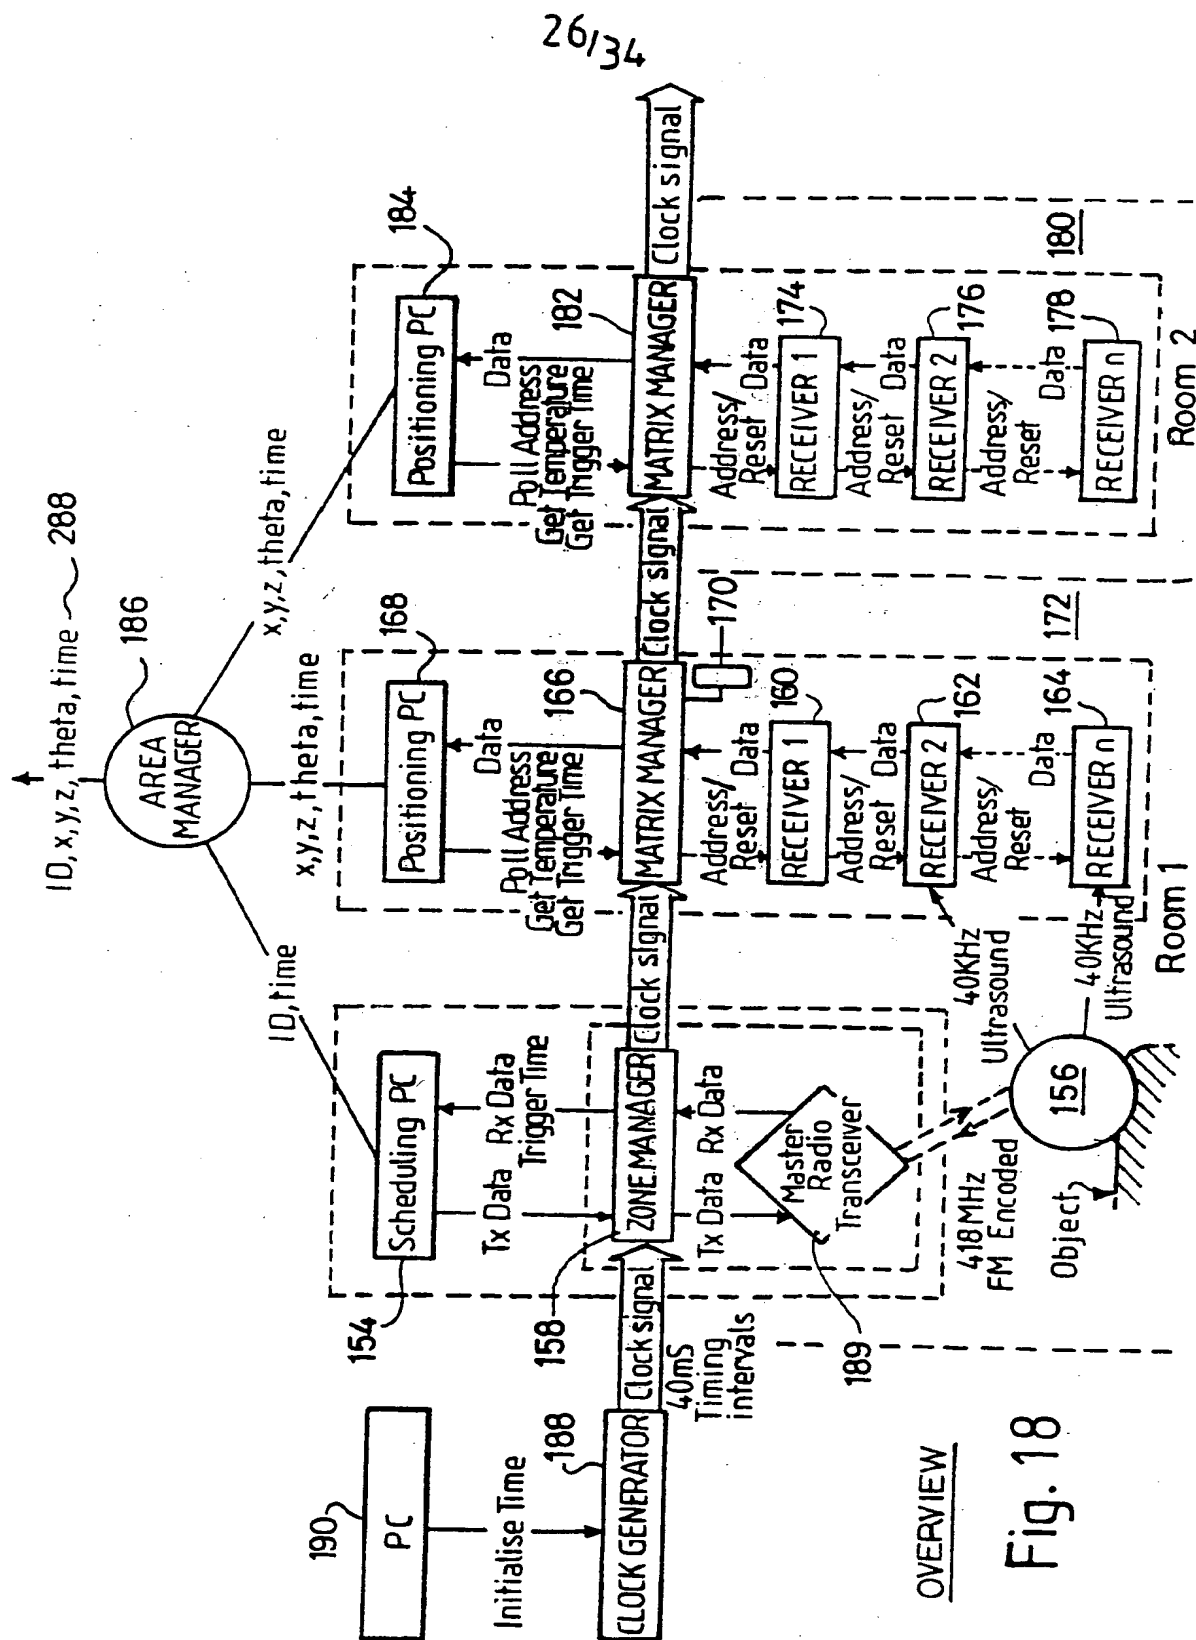 26/34
ID, x, y, z, theta, time
288
AREA
MANAGER
186
ID, time
x,y,z, theta, time
x,y,z, theta, time
190
PC
Initialise Time
CLOCK GENERATOR
188
Clock signal
40mS
Timing
intervals
154
Scheduling PC
Tx Data
Rx Data
Trigger Time
158
ZONE MANAGER
Tx Data
Rx Data
Master
Radio
Transceiver
189
418MHz
FM Encoded
Object
156
40KHz
Ultrasound
40KHz
Ultrasound
Clock signal
Positioning PC
168
Poll Address
Get Temperature
Get Trigger Time
Data
MATRIX MANAGER
166
170
Address/
Reset
Data
RECEIVER 1
160
Address/
Reset
Data
RECEIVER 2
162
Address/
Reset
Data
RECEIVER n
164
172
Room 1
Clock signal
Positioning PC
184
Poll Address
Get Temperature
Get Trigger Time
Data
MATRIX MANAGER
182
Address/
Reset
Data
RECEIVER 1
174
Address/
Reset
Data
RECEIVER 2
176
Address/
Reset
Data
RECEIVER n
178
180
Room 2
Clock signal
OVERVIEW
Fig. 18